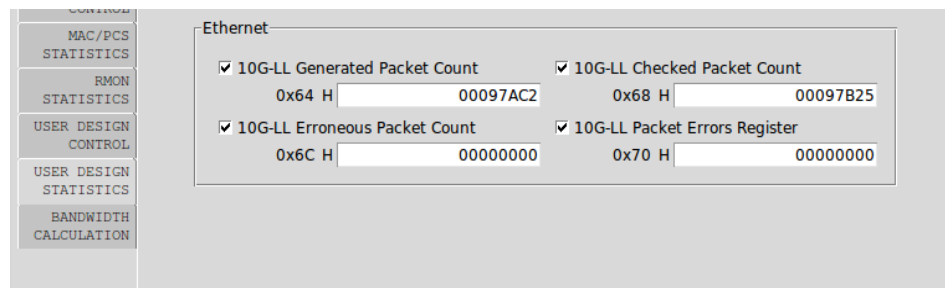 CONTROL
MAC/PCS
STATISTICS
RMON
STATISTICS
USER DESIGN
CONTROL
USER DESIGN
STATISTICS
BANDWIDTH
CALCULATION
Ethernet
10G-LL Generated Packet Count
0x64 H 00097AC2
10G-LL Checked Packet Count
0x68 H 00097B25
10G-LL Erroneous Packet Count
0x6C H 00000000
10G-LL Packet Errors Register
0x70 H 00000000